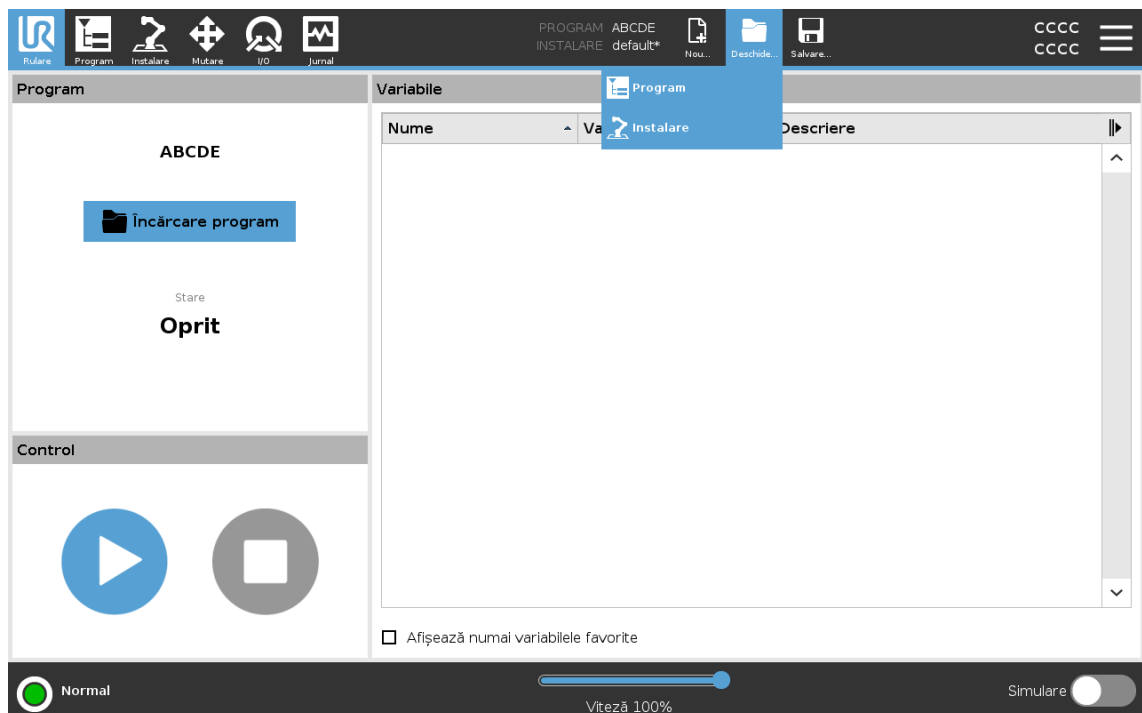 Rulare
Program
Instalare
Mutare
I/O
Jurnal
PROGRAM ABCDE
INSTALARE default*
Nou...
Deschide...
Salvare...
CCCC
CCCC
Program
Instalare
Program
ABCDE
Încărcare program
Stare
Oprit
Control
Variabile
Nume
Va
Descriere
Afișează numai variabilele favorite
Normal
Viteză 100%
Simulare